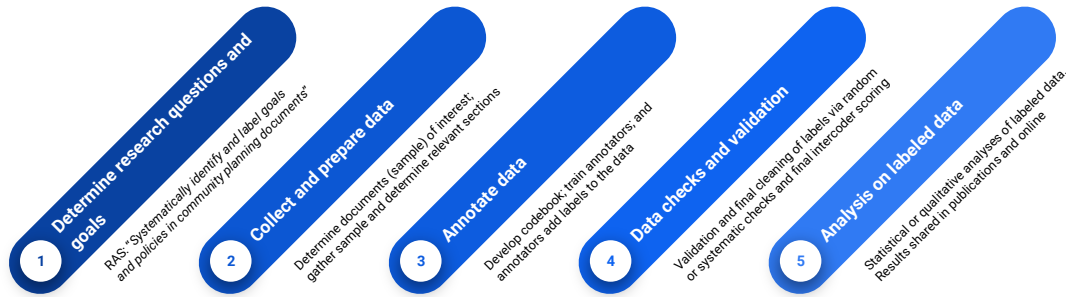 1
Determine research questions and
goals
RAS: "Systematically identify and label goals
and policies in community planning documents"
2
Collect and prepare data
Determine documents (sample) of interest;
gather sample and determine relevant sections
3
Annotate data
Develop codebook; train annotators; and
annotators add labels to the data
4
Data checks and validation
Validation and final cleaning of labels via random
or systematic checks and final intercoder scoring
5
Analysis on labeled data
Statistical or qualitative analyses of labeled data.
Results shared in publications and online